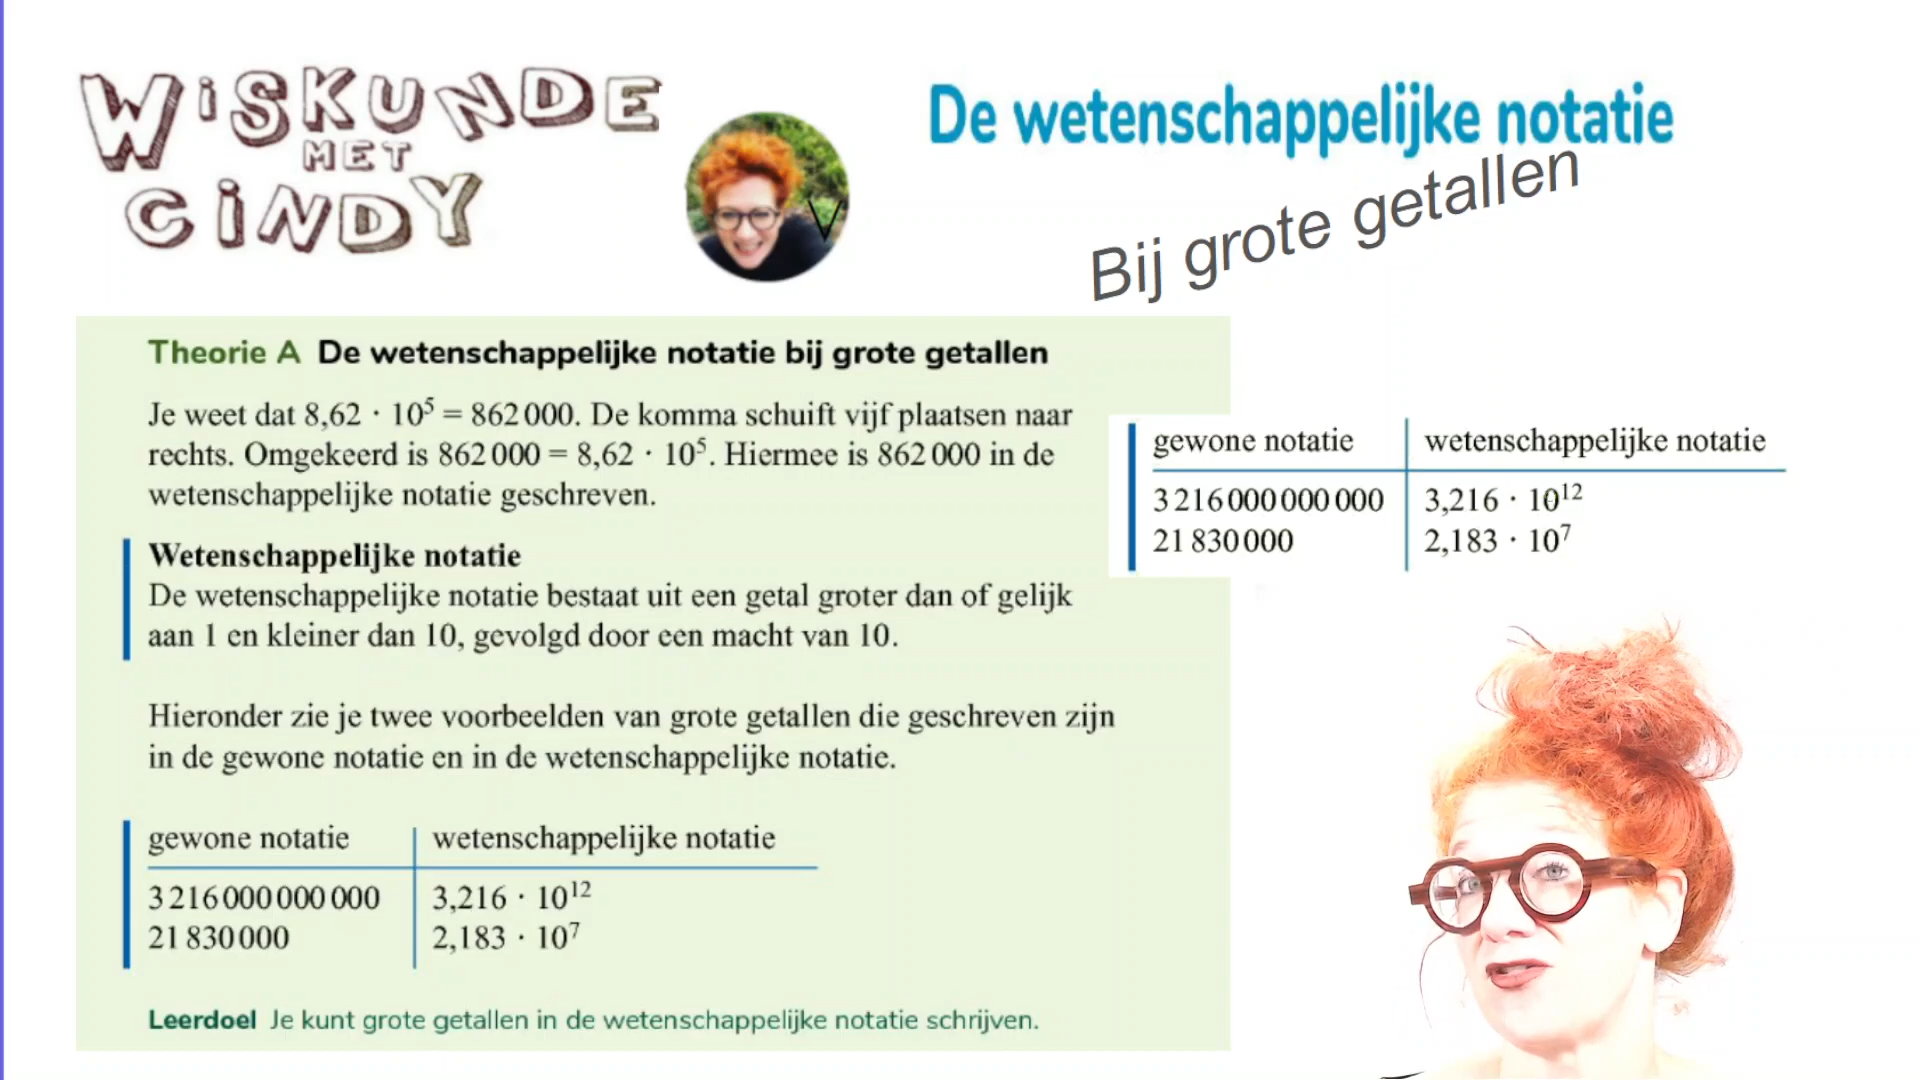 WiSKUNDE
MET
CiNDY
De wetenschappelijke notatie
Bij grote getallen
V
Theorie A De wetenschappelijke notatie bij grote getallen
Je weet dat 8,62 · 10⁵ = 862 000. De komma schuift vijf plaatsen naar
rechts. Omgekeerd is 862 000 = 8,62 · 10⁵. Hiermee is 862 000 in de
wetenschappelijke notatie geschreven.
Wetenschappelijke notatie
De wetenschappelijke notatie bestaat uit een getal groter dan of gelijk
aan 1 en kleiner dan 10, gevolgd door een macht van 10.
Hieronder zie je twee voorbeelden van grote getallen die geschreven zijn
in de gewone notatie en in de wetenschappelijke notatie.
gewone notatie wetenschappelijke notatie
3 216 000 000 000 3,216 · 10¹²
21 830 000 2,183 · 10⁷
Leerdoel Je kunt grote getallen in de wetenschappelijke notatie schrijven.
gewone notatie wetenschappelijke notatie
3 216 000 000 000 3,216 · 10¹²
21 830 000 2,183 · 10⁷